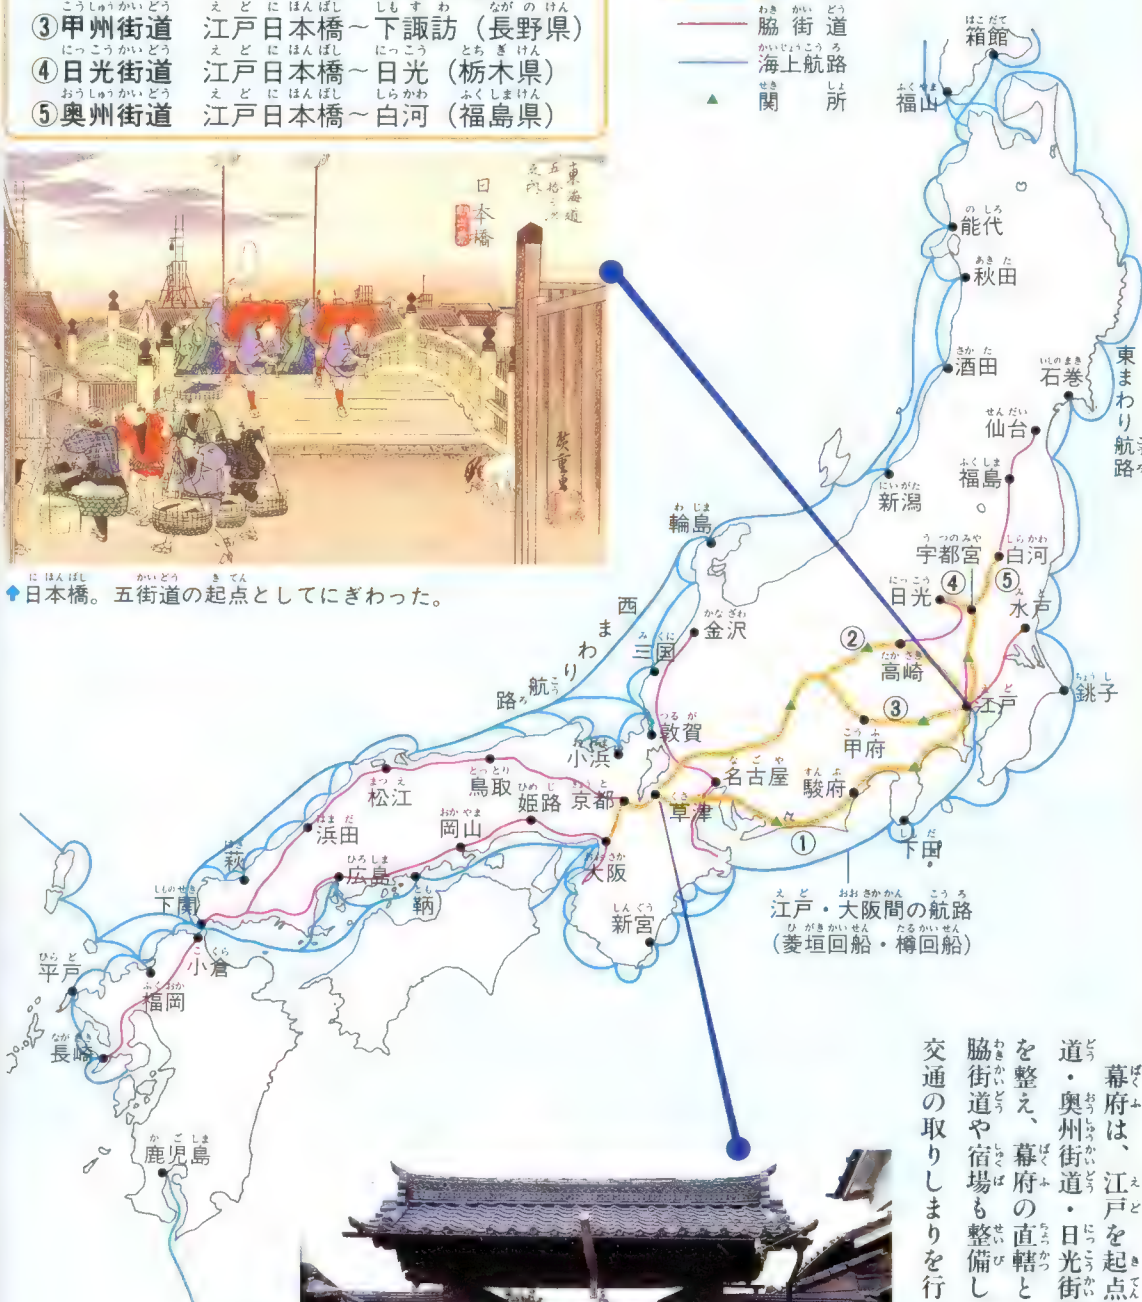 ③甲州街道 江戸日本橋～下諏訪（長野県）
④日光街道 江戸日本橋～日光（栃木県）
⑤奥州街道 江戸日本橋～白河（福島県）
脇街道
海上航路
関所
東海道
日本橋
廣重画
日本橋。五街道の起点としてにぎわった。
箱館
福山
能代
秋田
酒田
石巻
仙台
福島
新潟
東まわり航路
輪島
宇都宮
白河
日光
④
⑤
水戸
西まわり航路
金沢
三国
②
高崎
江戸
銚子
③
甲府
敦賀
小浜
名古屋
駿府
鳥取
松江
姫路
京都
草津
岡山
浜田
①
下田
萩
広島
大阪
鞆
下関
新宮
江戸・大阪間の航路
（菱垣回船・樽回船）
小倉
平戸
福岡
長崎
鹿児島
幕府は、江戸を起点
道・奥州街道・日光街
を整え、幕府の直轄と
脇街道や宿場も整備し
交通の取りしまりを行